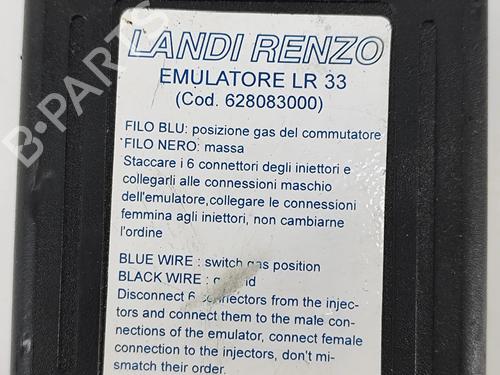 LANDI RENZO
EMULATORE LR 33
(Cod. 628083000)
FILO BLU: posizione gas del commutatore
FILO NERO: massa
Staccare i 6 connettori degli iniettori e
collegarli alle connessioni maschio
dell'emulatore,collegare le connessioni
femmina agli iniettori, non cambiarne
l'ordine
BLUE WIRE : switch gas position
BLACK WIRE :
Disconnect 6 connectors from the injec-
tors and connect them to the male con-
nections of the emulator, connect female
connection to the injectors, don't mi-
smatch their order.